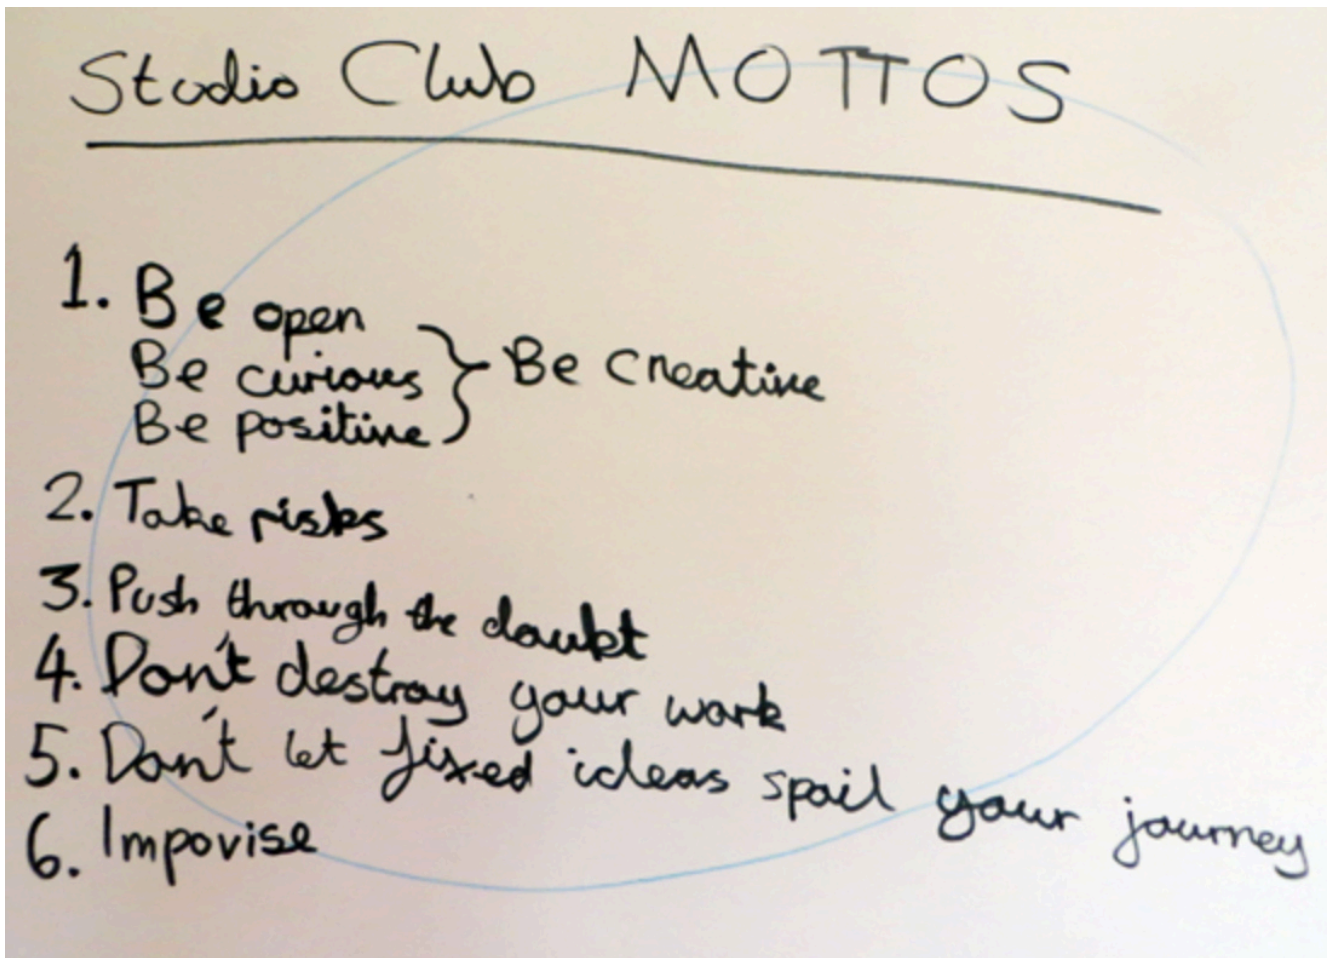 Studio Club MOTTOS
1. Be open
Be curious } Be creative
Be positive
2. Take risks
3. Push through the doubt
4. Don't destroy your work
5. Don't let fixed ideas spoil your journey
6. Impovise